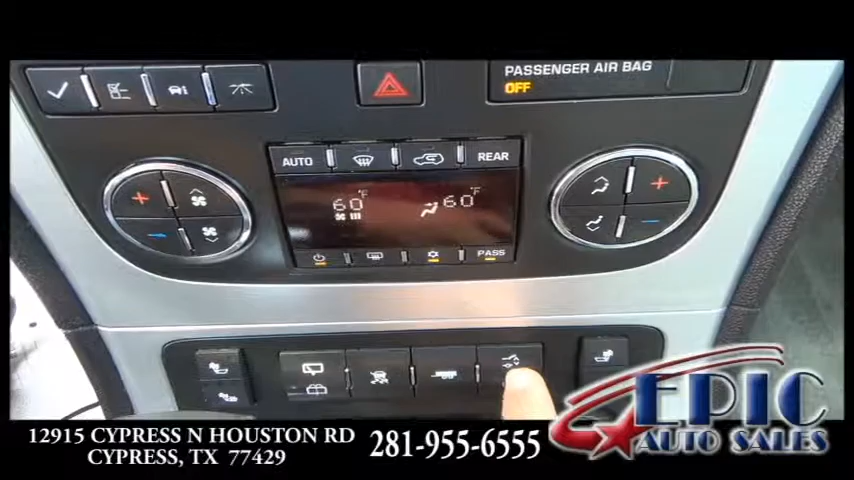 PASSENGER AIR BAG
OFF
AUTO
REAR
60°F
60°F
PASS
12915 CYPRESS N HOUSTON RD
CYPRESS, TX 77429
281-955-6555
EPIC
AUTO SALES